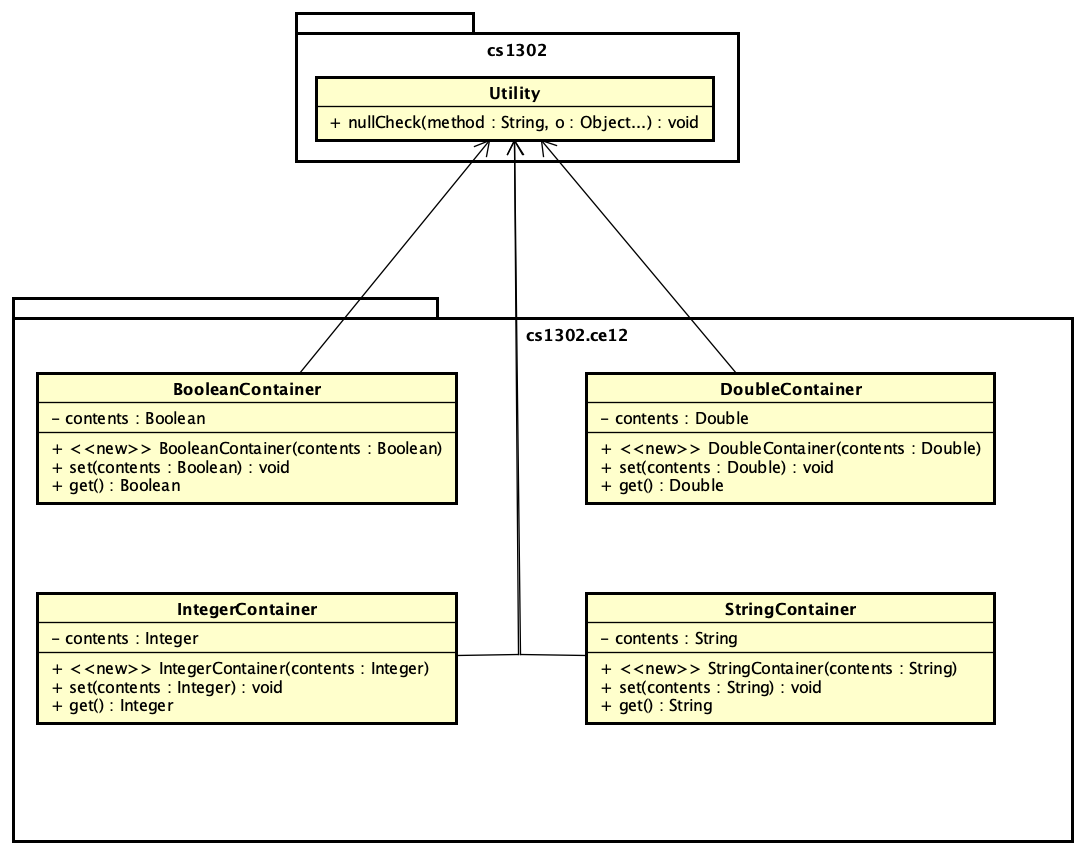 cs1302
Utility
+ nullCheck(method : String, o : Object...) : void
cs1302.ce12
BooleanContainer
– contents : Boolean
+ <<new>> BooleanContainer(contents : Boolean)
+ set(contents : Boolean) : void
+ get() : Boolean
DoubleContainer
– contents : Double
+ <<new>> DoubleContainer(contents : Double)
+ set(contents : Double) : void
+ get() : Double
IntegerContainer
– contents : Integer
+ <<new>> IntegerContainer(contents : Integer)
+ set(contents : Integer) : void
+ get() : Integer
StringContainer
– contents : String
+ <<new>> StringContainer(contents : String)
+ set(contents : String) : void
+ get() : String